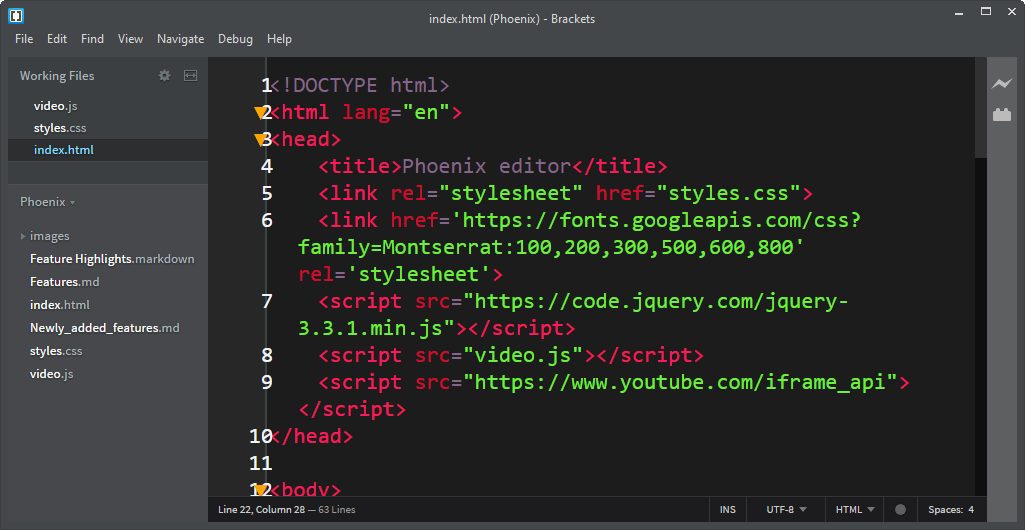 index.html (Phoenix) - Brackets
File Edit Find View Navigate Debug Help
Working Files
video.js
styles.css
index.html
Phoenix
images
Feature Highlights.markdown
Features.md
index.html
Newly_added_features.md
styles.css
video.js
1 <!DOCTYPE html>
2 <html lang="en">
3 <head>
4 <title>Phoenix editor</title>
5 <link rel="stylesheet" href="styles.css">
6 <link href='https://fonts.googleapis.com/css?
family=Montserrat:100,200,300,500,600,800'
rel='stylesheet'>
7 <script src="https://code.jquery.com/jquery-
3.3.1.min.js"></script>
8 <script src="video.js"></script>
9 <script src="https://www.youtube.com/iframe_api">
</script>
10 </head>
11
12 <body>
Line 22, Column 28 — 63 Lines
INS UTF-8 HTML Spaces: 4